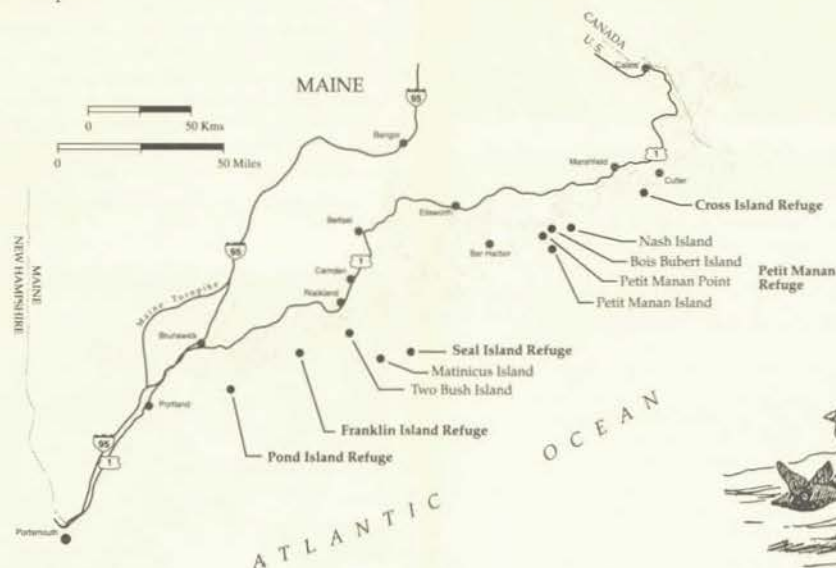 CANADA
U.S.
Calais
MAINE
95
Bangor
0 50 Kms
0 50 Miles
1
Marshfield
Cutler
Cross Island Refuge
Ellsworth
Belfast
Nash Island
Bar Harbor
Bois Bubert Island
Petit Manan Point
Petit Manan Island
Petit Manan
Refuge
MAINE
NEW HAMPSHIRE
95
1
Camden
Rockland
Maine Turnpike
Brunswick
Seal Island Refuge
Matinicus Island
Two Bush Island
Portland
Franklin Island Refuge
Pond Island Refuge
95
1
Portsmouth
ATLANTIC OCEAN